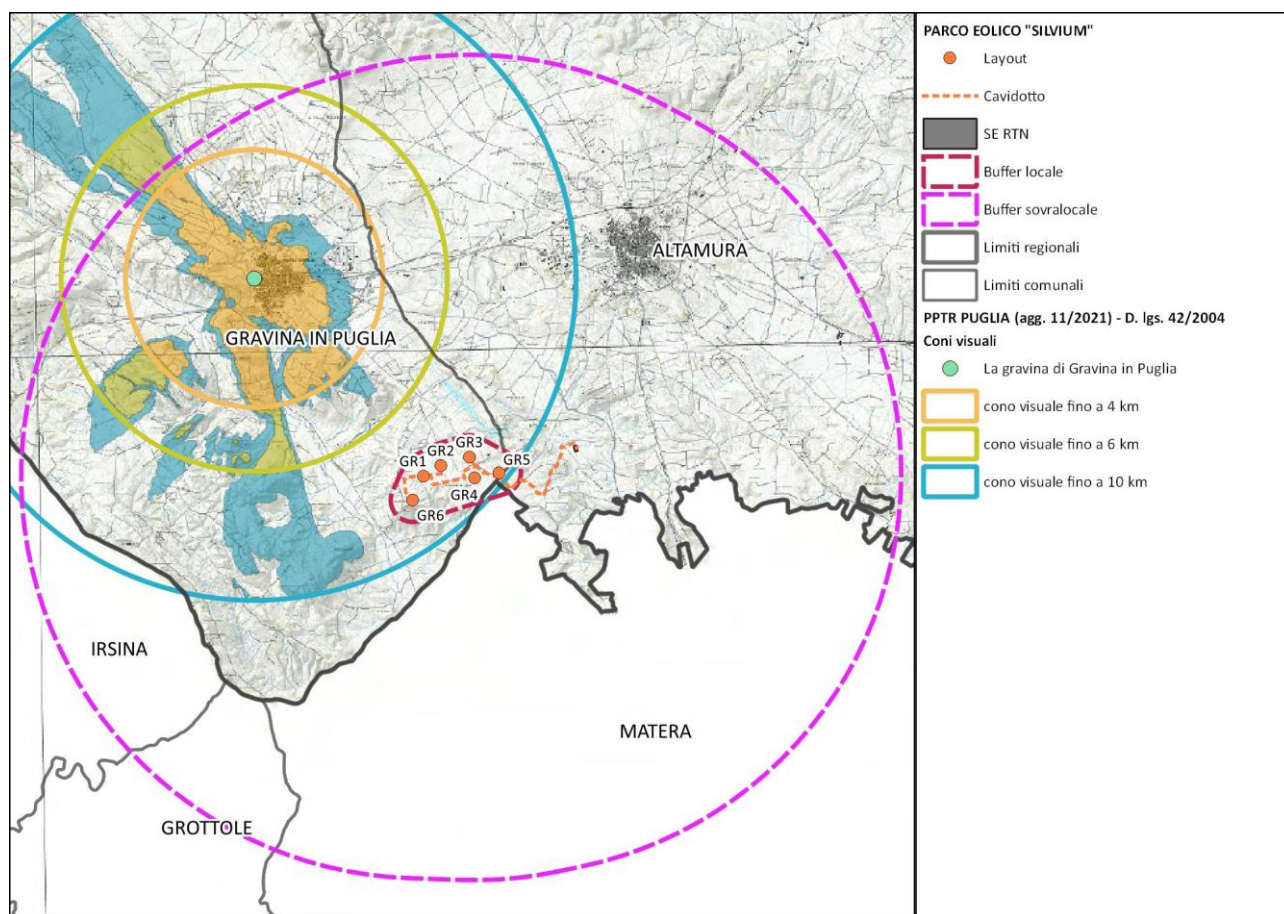 ALTAMURA
GRAVINA IN PUGLIA
GR3
GR2
GR1
GR5
GR4
GR6
IRSINA
MATERA
GROTTOLE
PARCO EOLICO "SILVIUM"
Layout
Cavidotto
SE RTN
Buffer locale
Buffer sovralocale
Limiti regionali
Limiti comunali
PPTR PUGLIA (agg. 11/2021) - D. lgs. 42/2004
Coni visuali
La gravina di Gravina in Puglia
cono visuale fino a 4 km
cono visuale fino a 6 km
cono visuale fino a 10 km